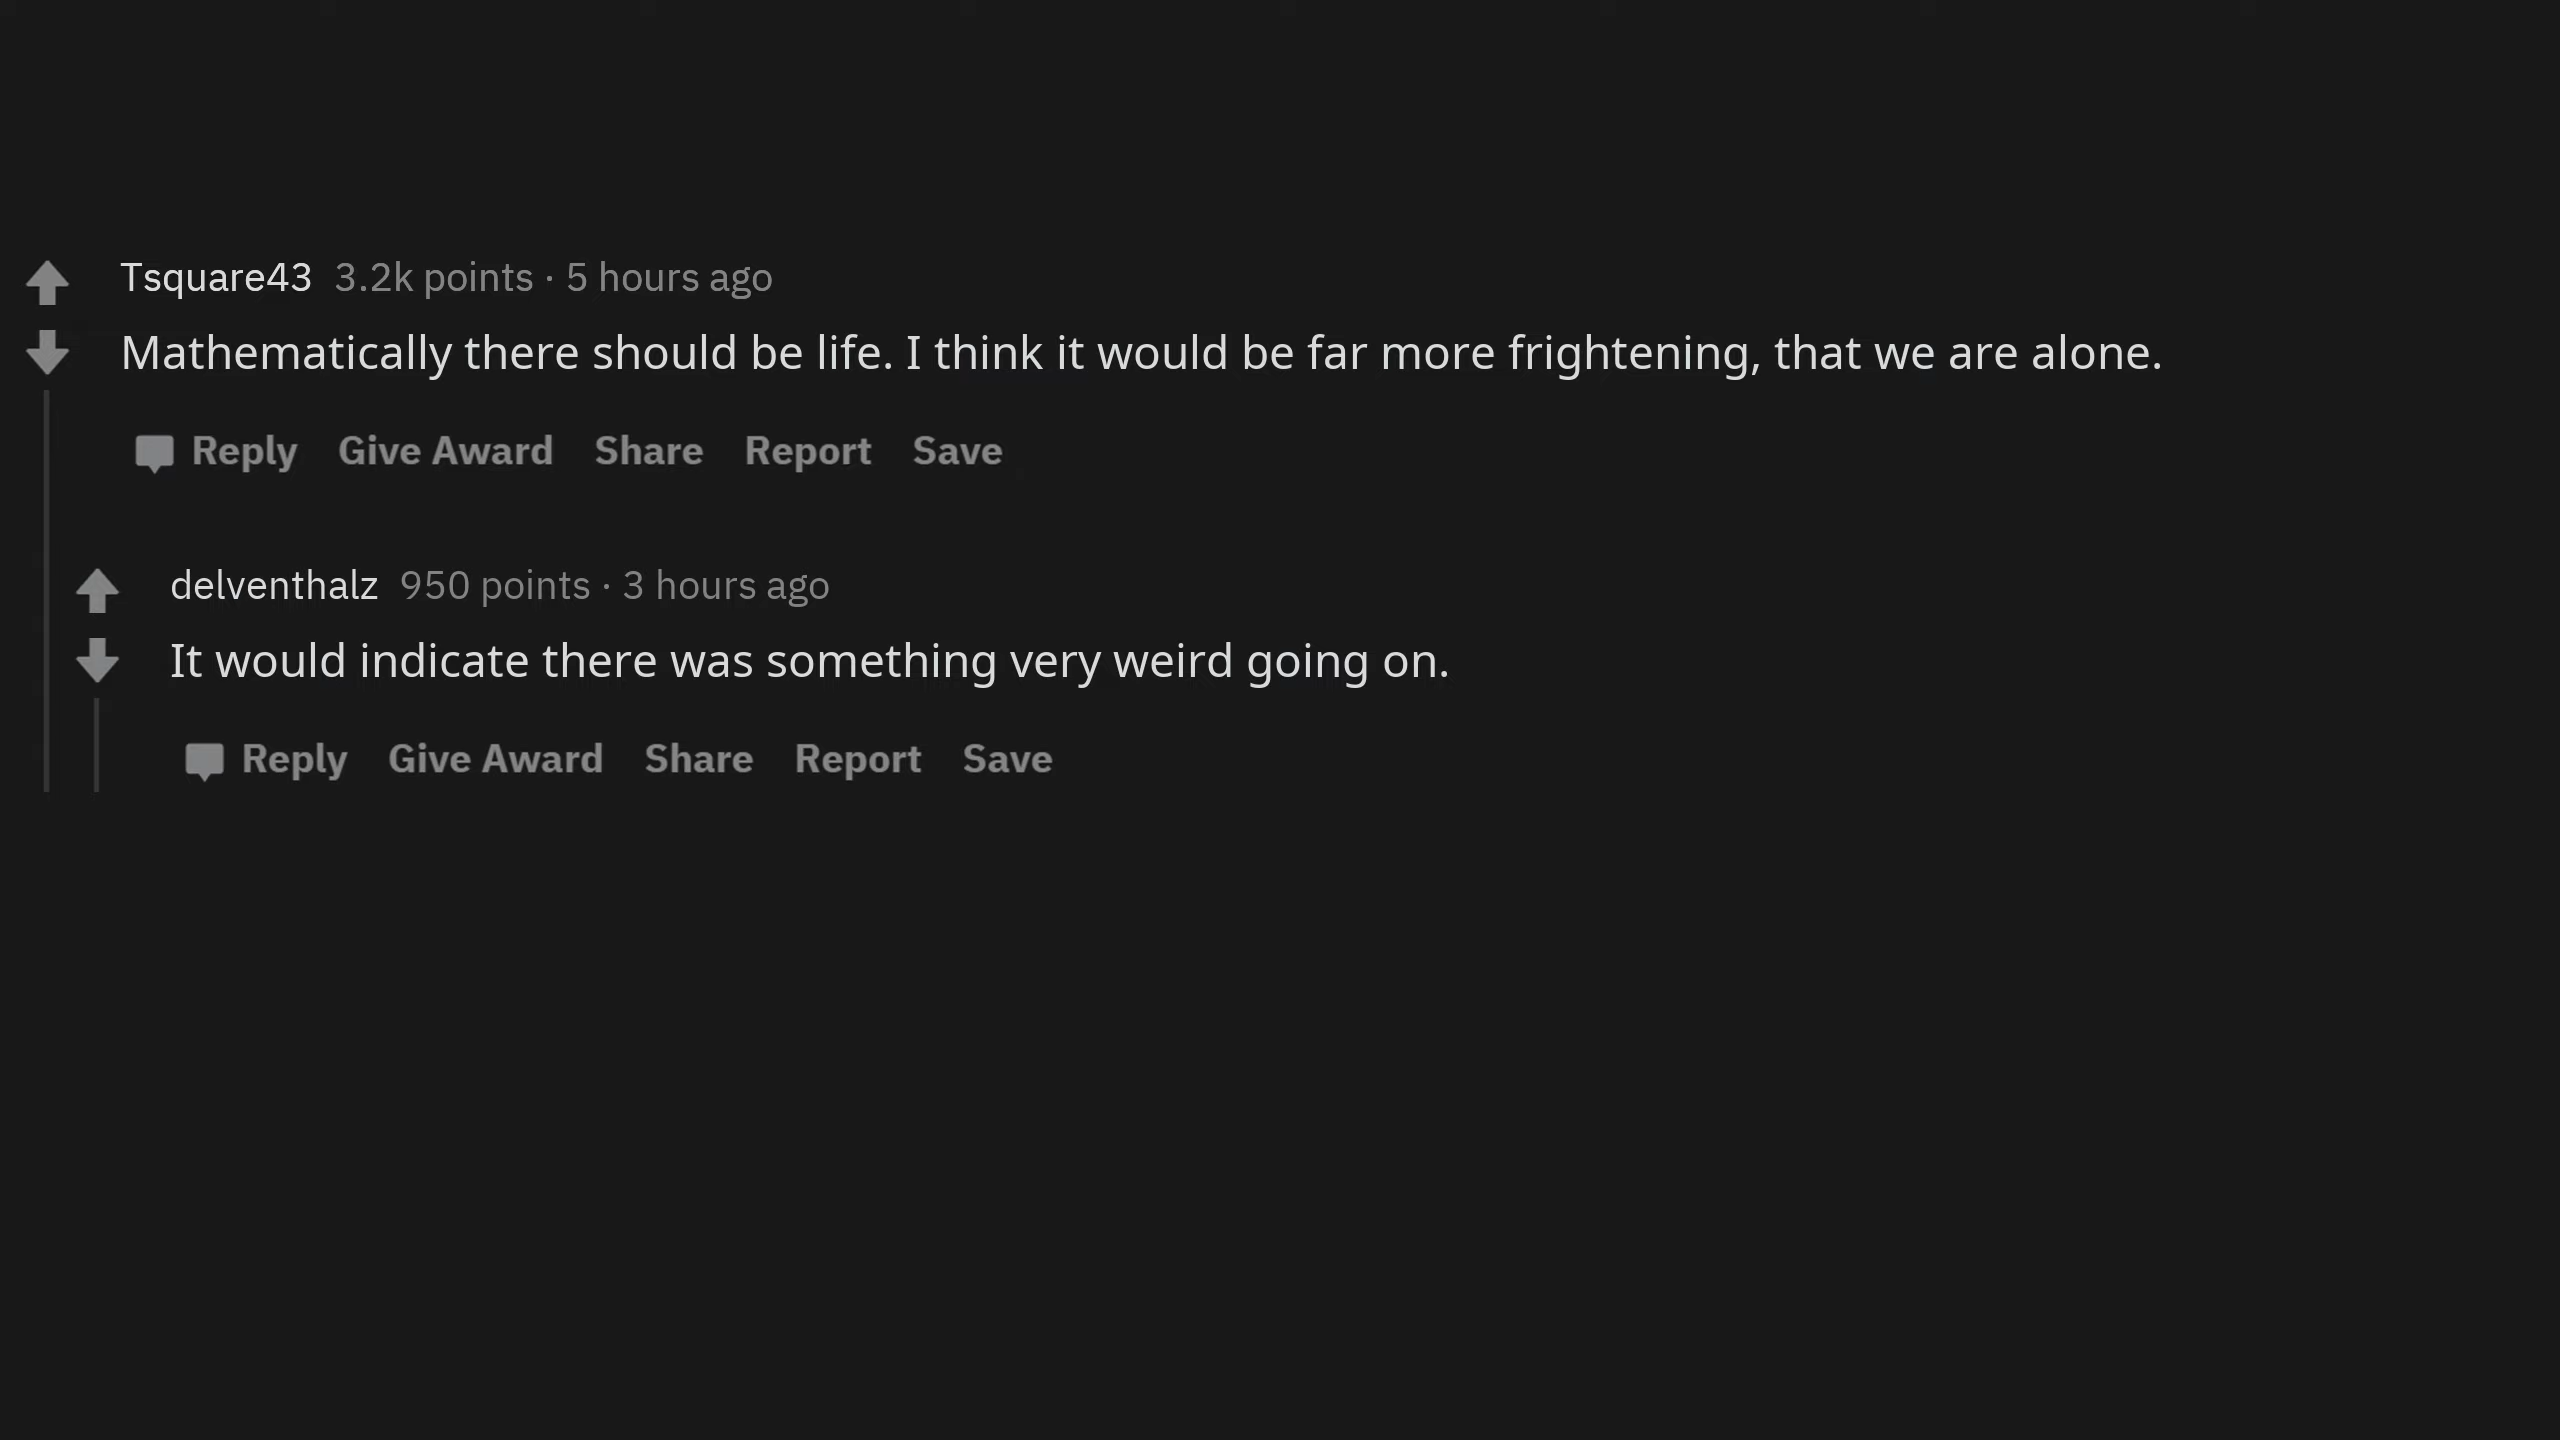 Tsquare43 3.2k points · 5 hours ago
Mathematically there should be life. I think it would be far more frightening, that we are alone.
Reply Give Award Share Report Save
delventhalz 950 points · 3 hours ago
It would indicate there was something very weird going on.
Reply Give Award Share Report Save